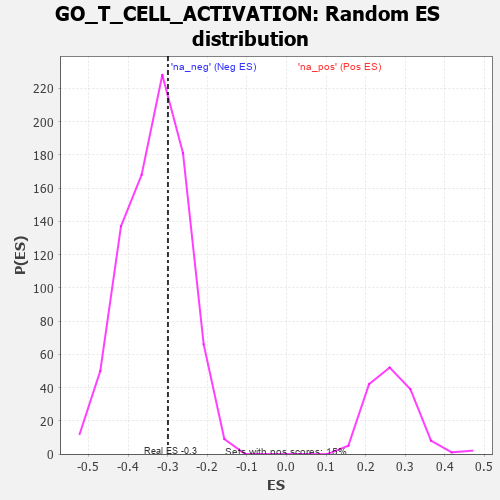 GO_T_CELL_ACTIVATION: Random ES
distribution
'na_neg' (Neg ES)
'na_pos' (Pos ES)
220
200
180
160
140
120
100
80
60
40
20
0
P(ES)
Real ES -0.3
Sets with pos scores: 15%
-0.5 -0.4 -0.3 -0.2 -0.1 0.0 0.1 0.2 0.3 0.4 0.5
ES